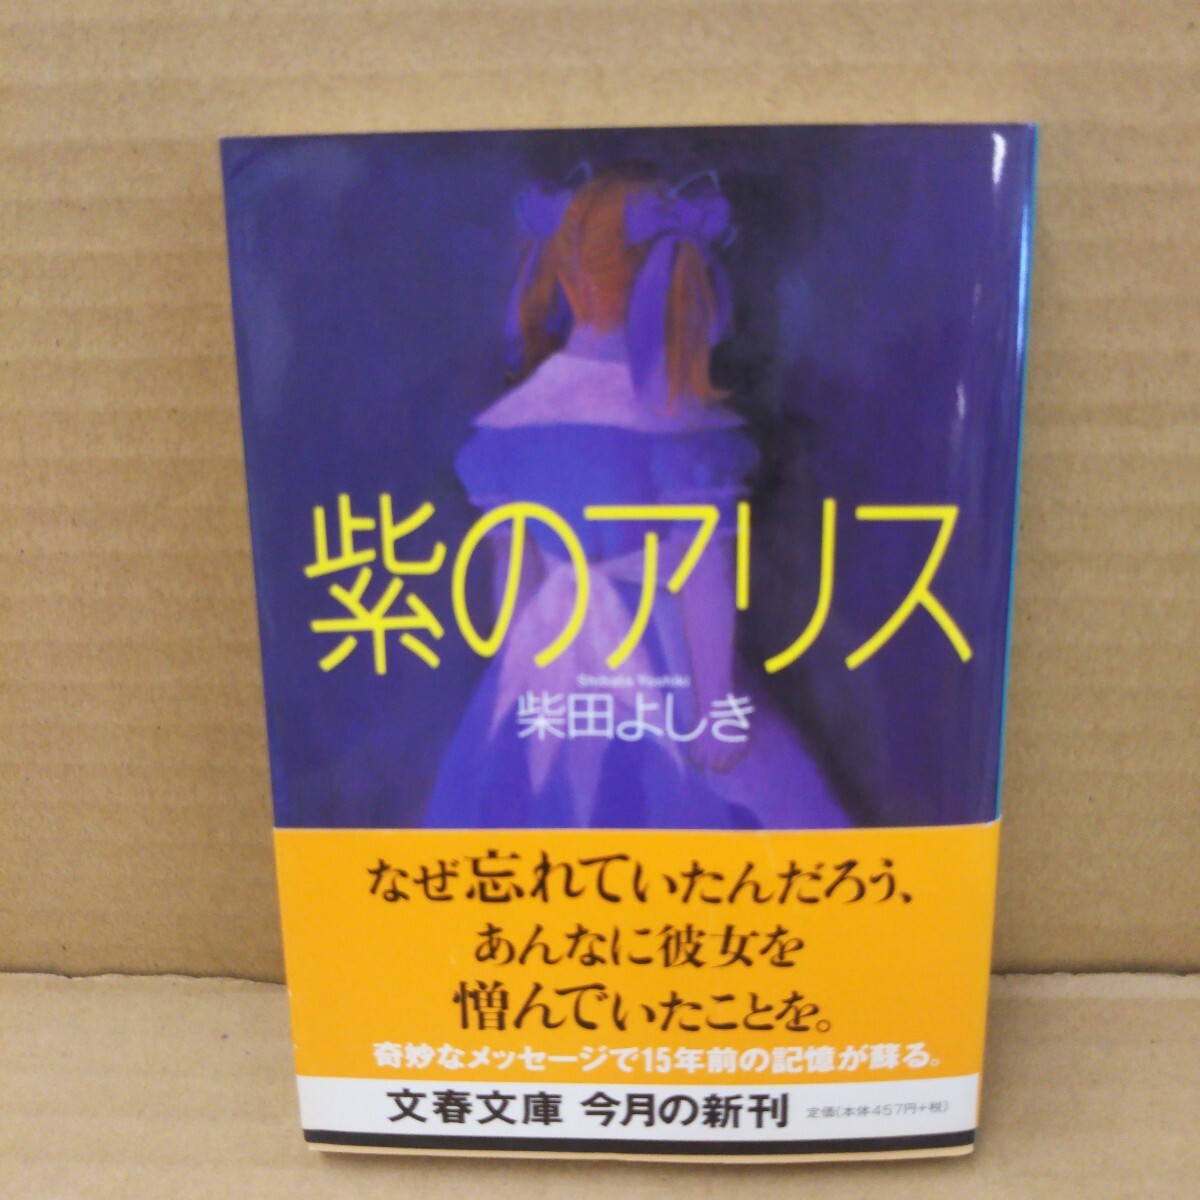 紫のアリス
Shibata Yoshiki
柴田よしき
なぜ忘れていたんだろう、
あんなに彼女を
憎んでいたことを。
奇妙なメッセージで15年前の記憶が蘇る。
文春文庫 今月の新刊 定価(本体457円+税)